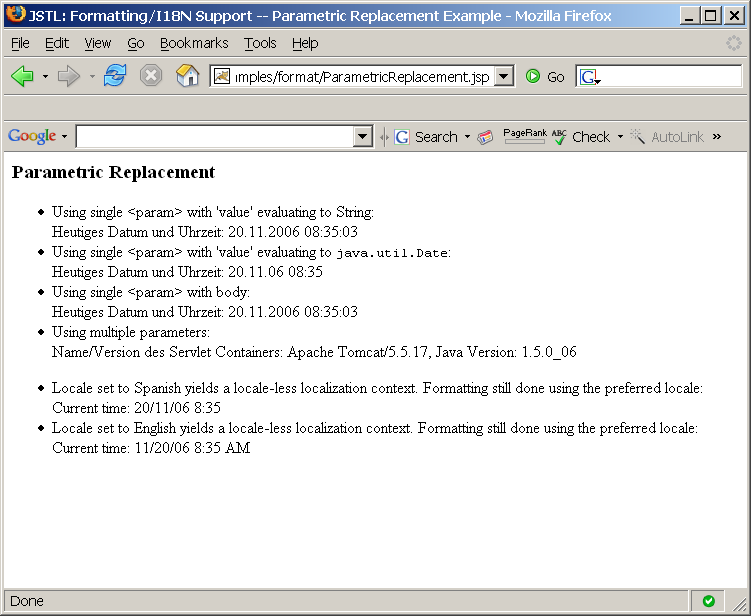 JSTL: Formatting/I18N Support -- Parametric Replacement Example - Mozilla Firefox
File Edit View Go Bookmarks Tools Help
ımples/format/ParametricReplacement.jsp Go G
Google G Search PageRank ABC Check AutoLink »
Parametric Replacement
Using single <param> with 'value' evaluating to String:
Heutiges Datum und Uhrzeit: 20.11.2006 08:35:03
Using single <param> with 'value' evaluating to java.util.Date:
Heutiges Datum und Uhrzeit: 20.11.06 08:35
Using single <param> with body:
Heutiges Datum und Uhrzeit: 20.11.2006 08:35:03
Using multiple parameters:
Name/Version des Servlet Containers: Apache Tomcat/5.5.17, Java Version: 1.5.0_06
Locale set to Spanish yields a locale-less localization context. Formatting still done using the preferred locale:
Current time: 20/11/06 8:35
Locale set to English yields a locale-less localization context. Formatting still done using the preferred locale:
Current time: 11/20/06 8:35 AM
Done